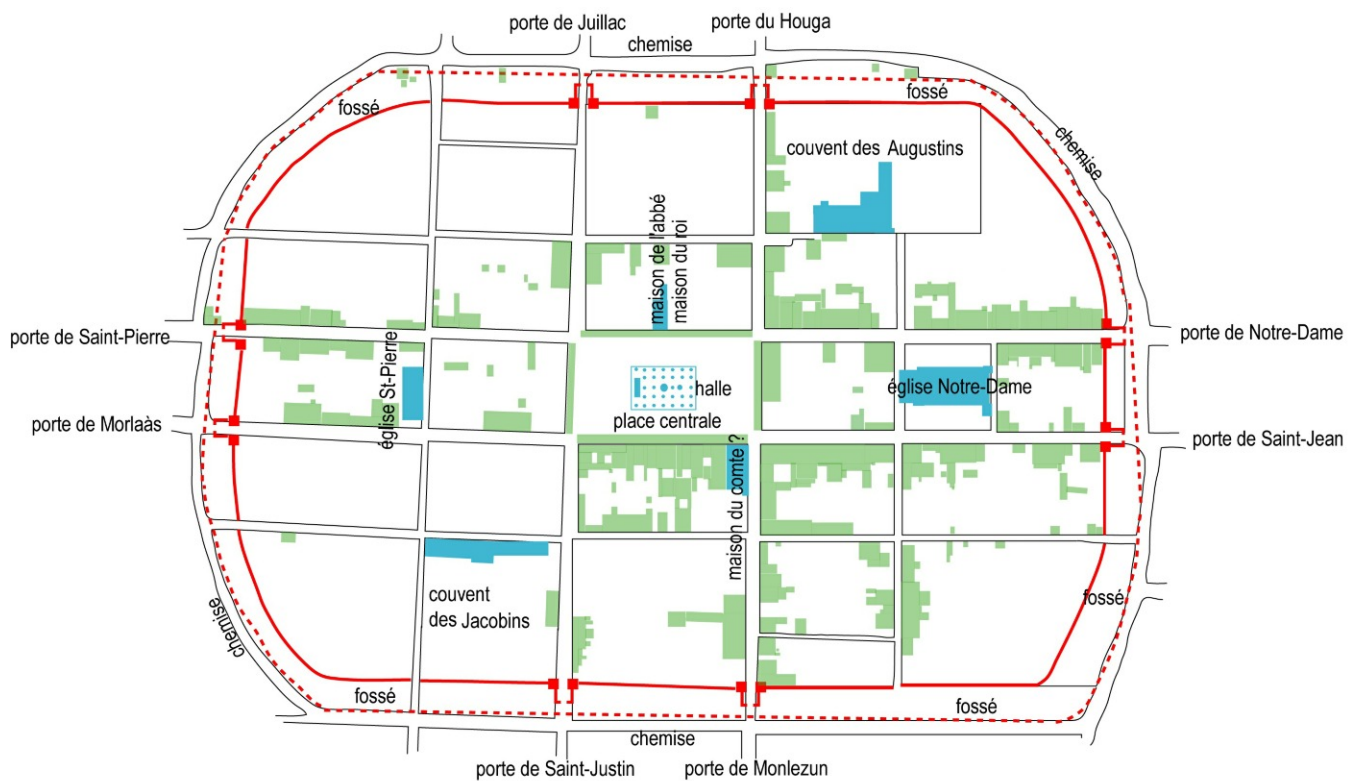 porte de Juillac
porte du Houga
chemise
fossé
fossé
chemise
couvent des Augustins
maison de l'abbé
maison du roi
porte de Saint-Pierre
porte de Notre-Dame
église St-Pierre
halle
église Notre-Dame
place centrale
porte de Morlaàs
porte de Saint-Jean
maison du comte ?
couvent
des Jacobins
chemise
fossé
fossé
fossé
chemise
porte de Saint-Justin
porte de Monlezun